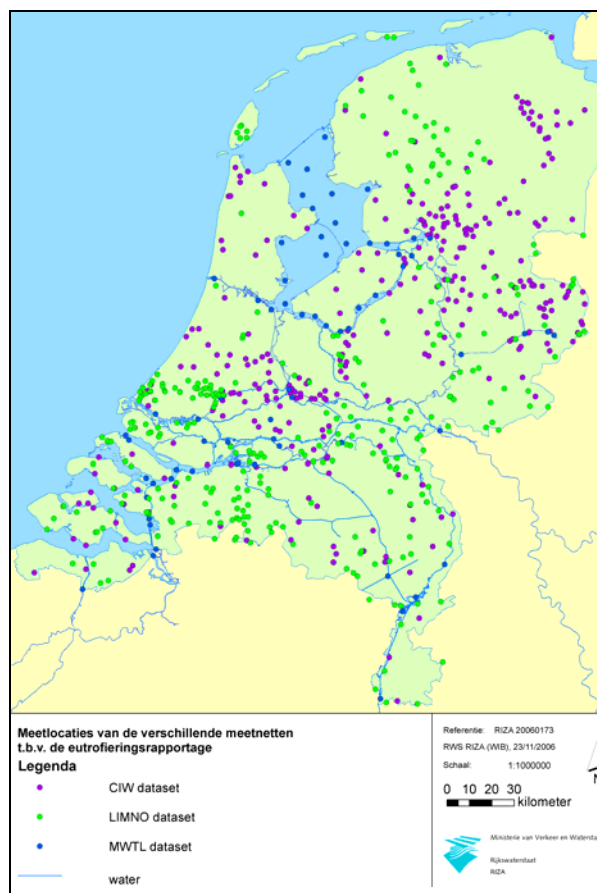 Meetlocaties van de verschillende meetnetten
t.b.v. de eutrofieringsrapportage
Legenda
CIW dataset
LIMNO dataset
MWTL dataset
water
Referentie: RIZA 20060173
RWS RIZA (WIB), 23/11/2006
Schaal: 1:1000000
0 5 10 20 30
kilometer
N
Ministerie van Verkeer en Watersta
Rijkswaterstaat
RIZA